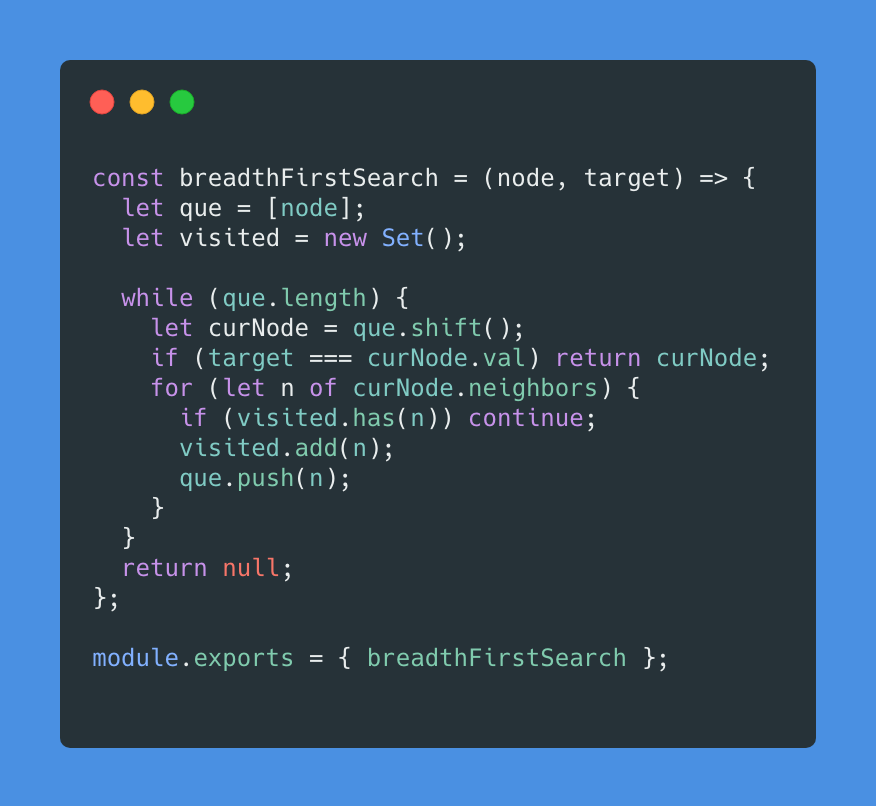 const breadthFirstSearch = (node, target) => {
  let que = [node];
  let visited = new Set();

  while (que.length) {
    let curNode = que.shift();
    if (target === curNode.val) return curNode;
    for (let n of curNode.neighbors) {
      if (visited.has(n)) continue;
      visited.add(n);
      que.push(n);
    }
  }
  return null;
};

module.exports = { breadthFirstSearch };